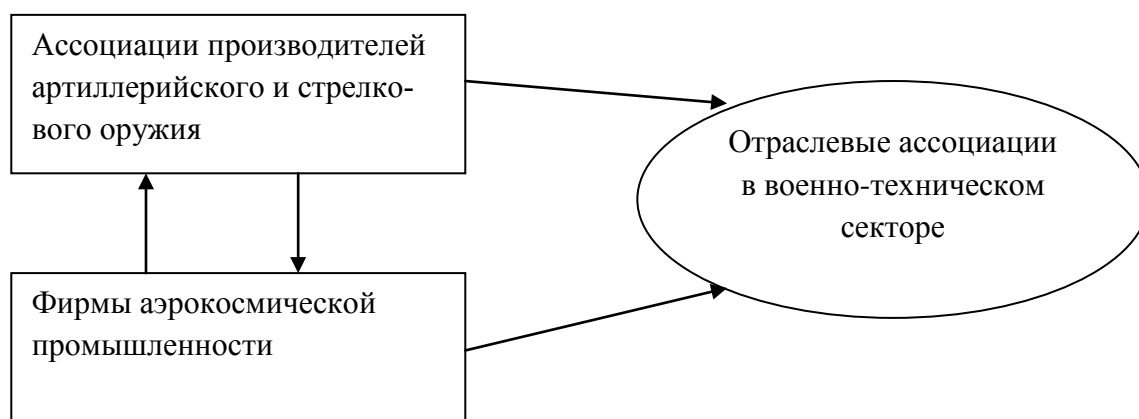 Ассоциации производителей
артиллерийского и стрелко-
вого оружия
Отраслевые ассоциации
в военно-техническом
секторе
Фирмы аэрокосмической
промышленности